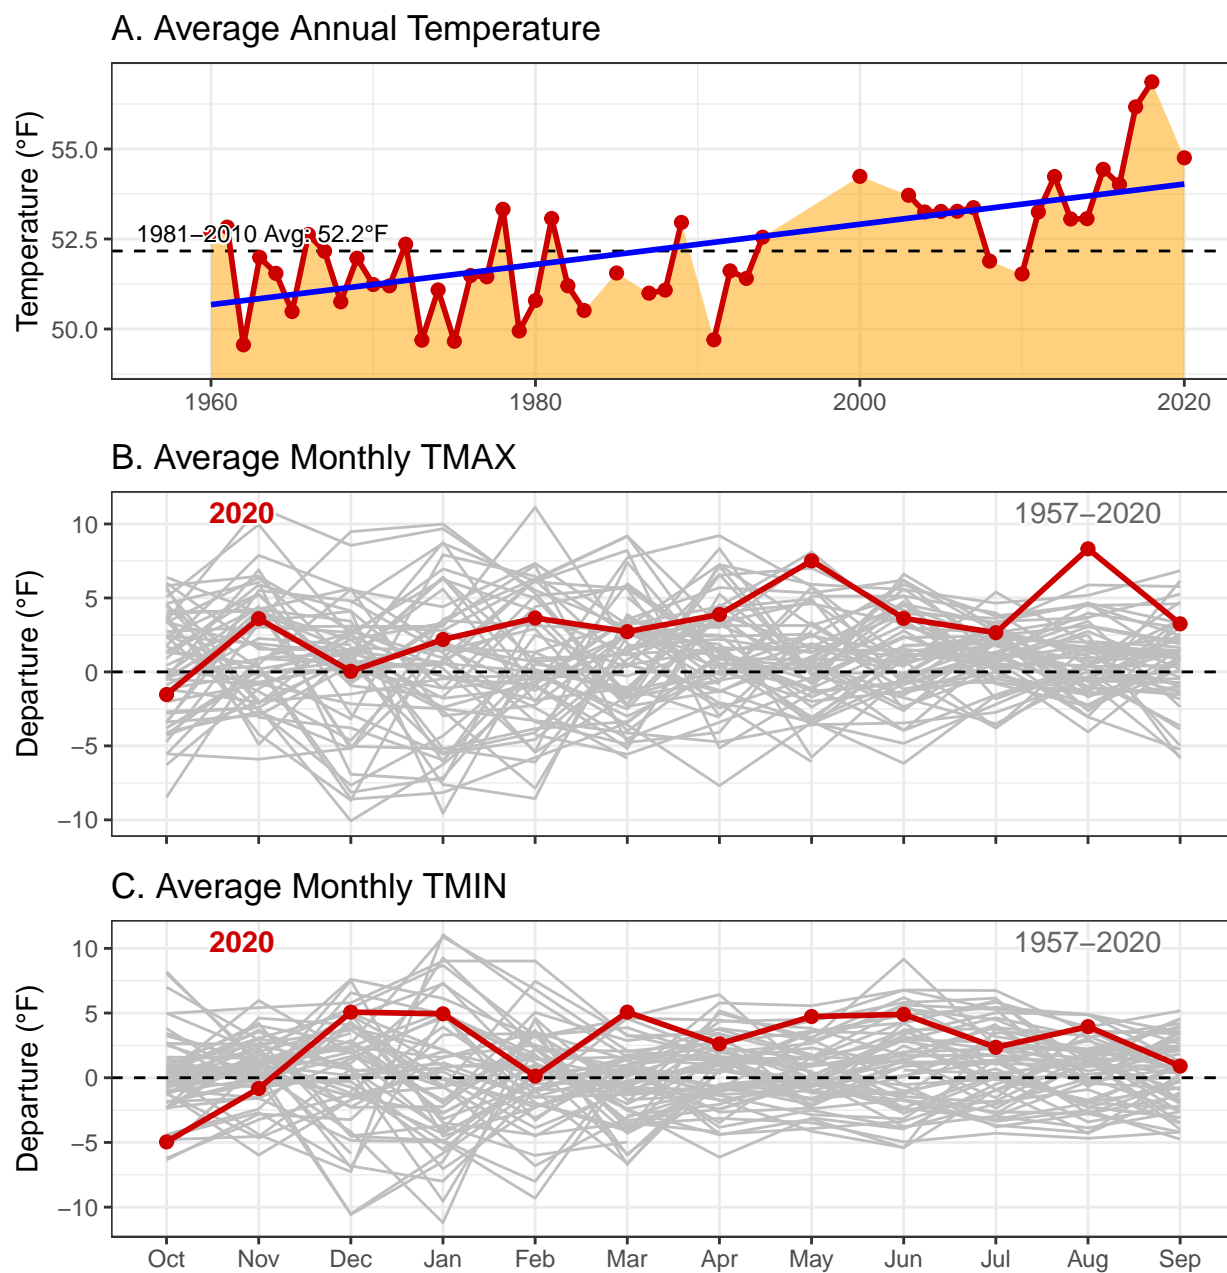 A. Average Annual Temperature
Temperature (°F)
55.0
52.5
50.0
1981–2010 Avg: 52.2°F
1960
1980
2000
2020
B. Average Monthly TMAX
Departure (°F)
2020
1957–2020
10
5
0
−5
−10
C. Average Monthly TMIN
Departure (°F)
2020
1957–2020
10
5
0
−5
−10
Oct Nov Dec Jan Feb Mar Apr May Jun Jul Aug Sep